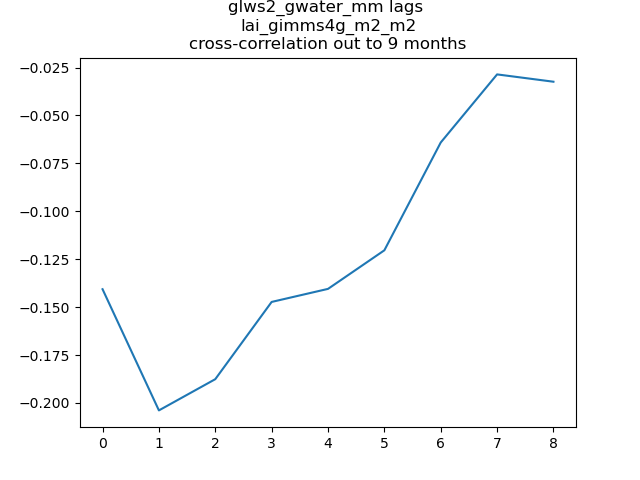 glws2_gwater_mm lags
lai_gimms4g_m2_m2
cross-correlation out to 9 months
−0.025
−0.050
−0.075
−0.100
−0.125
−0.150
−0.175
−0.200
0 1 2 3 4 5 6 7 8